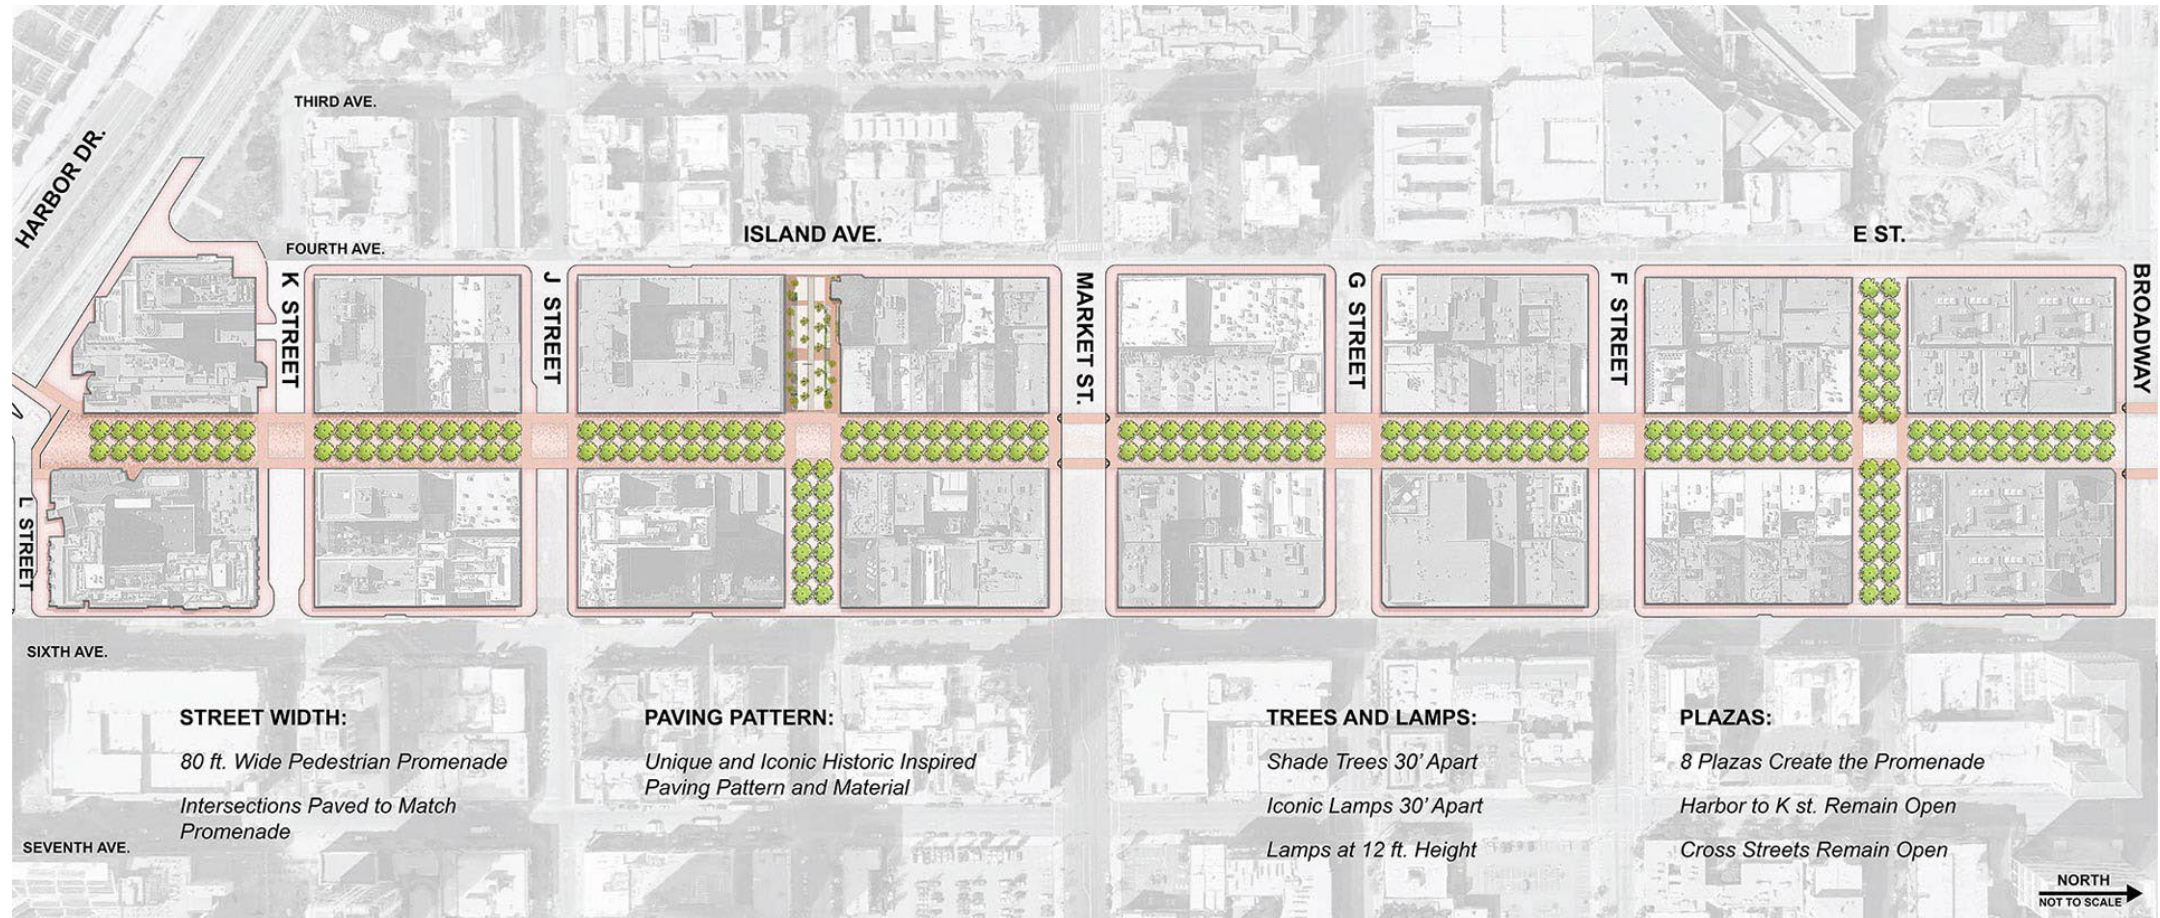 HARBOR DR.
THIRD AVE.
FOURTH AVE.
ISLAND AVE.
E ST.
K STREET
J STREET
MARKET ST.
G STREET
F STREET
BROADWAY
L STREET
SIXTH AVE.
STREET WIDTH:
80 ft. Wide Pedestrian Promenade
Intersections Paved to Match
Promenade
PAVING PATTERN:
Unique and Iconic Historic Inspired
Paving Pattern and Material
TREES AND LAMPS:
Shade Trees 30' Apart
Iconic Lamps 30' Apart
Lamps at 12 ft. Height
PLAZAS:
8 Plazas Create the Promenade
Harbor to K st. Remain Open
Cross Streets Remain Open
SEVENTH AVE.
NORTH
NOT TO SCALE